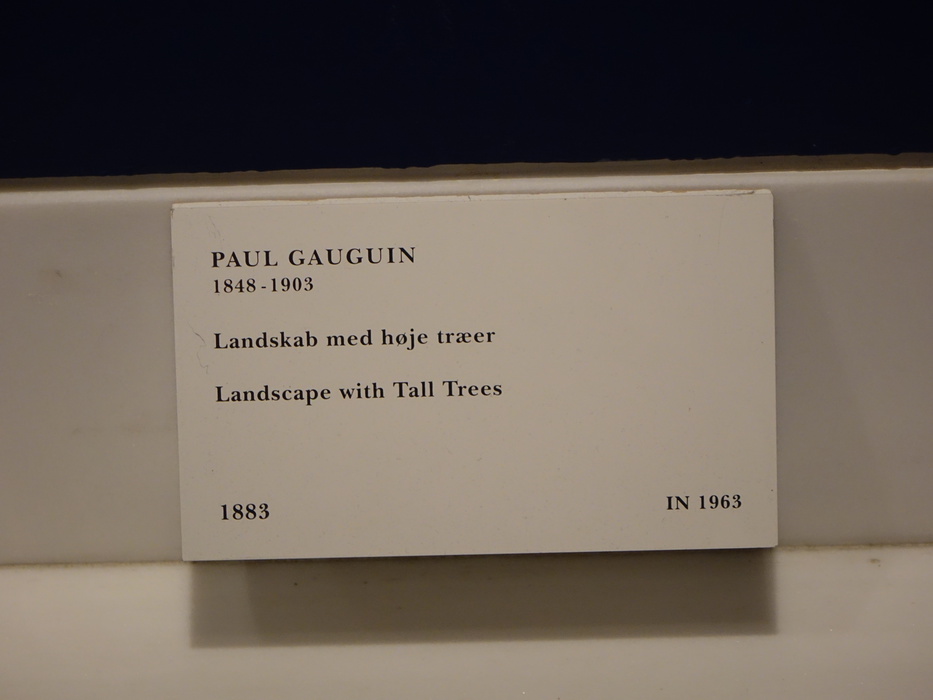 PAUL GAUGUIN
1848-1903
Landskab med høje træer
Landscape with Tall Trees
1883
IN 1963